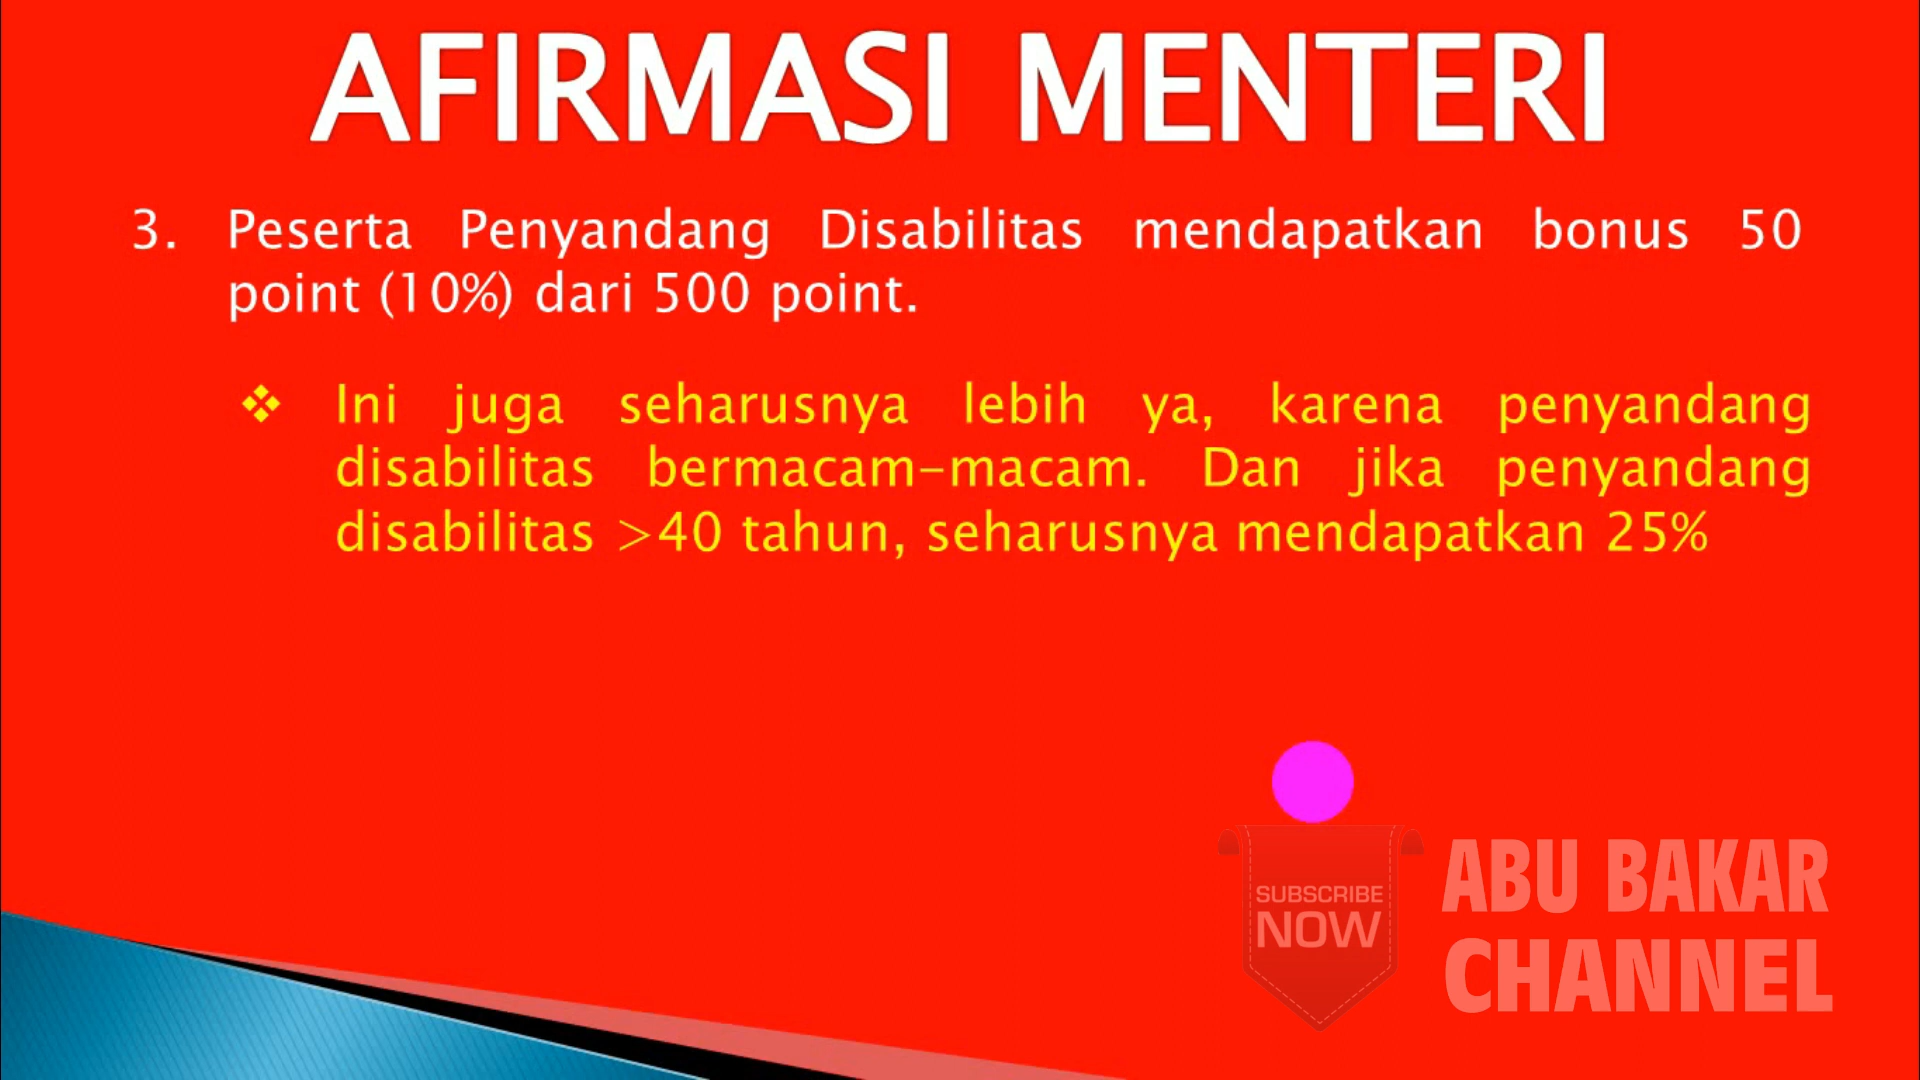 AFIRMASI MENTERI
3. Peserta Penyandang Disabilitas mendapatkan bonus 50
point (10%) dari 500 point.
❖ Ini juga seharusnya lebih ya, karena penyandang
disabilitas bermacam-macam. Dan jika penyandang
disabilitas >40 tahun, seharusnya mendapatkan 25%
SUBSCRIBE
NOW
ABU BAKAR
CHANNEL